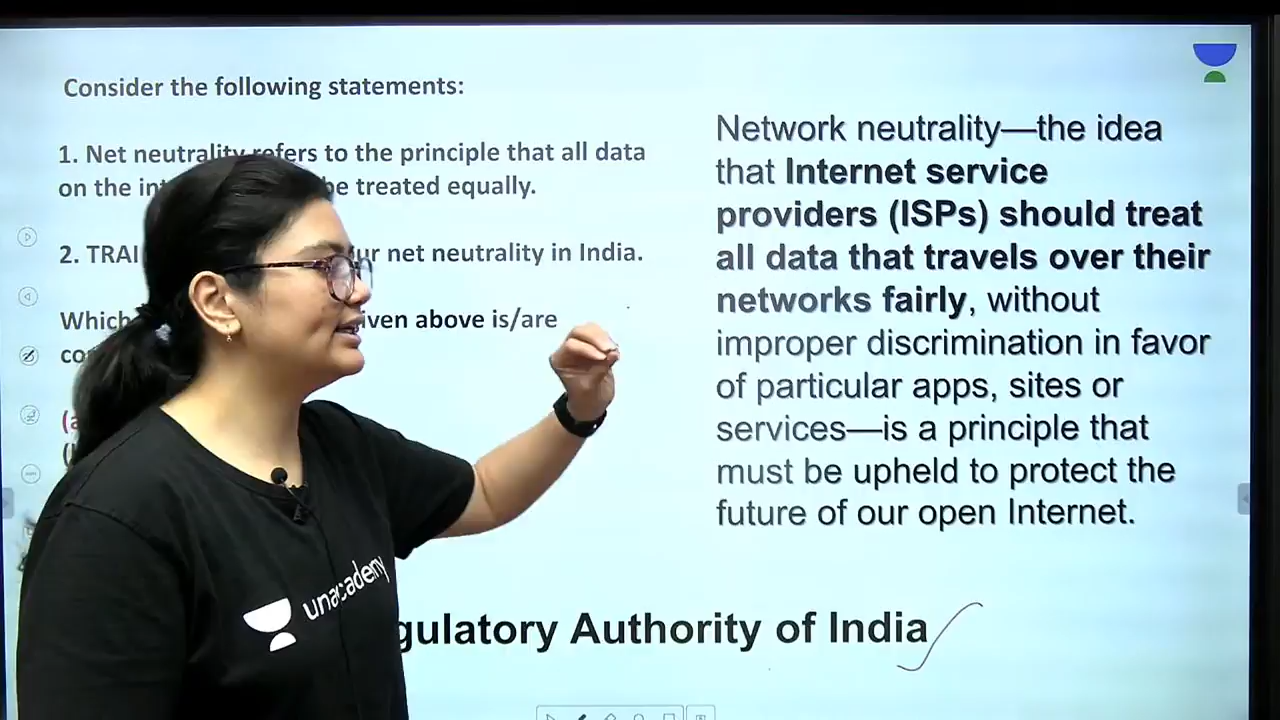 Consider the following statements:
1. Net neutrality refers to the principle that all data
on the int be treated equally.
2. TRAI ur net neutrality in India.
Which iven above is/are
co
(a
Network neutrality—the idea
that Internet service
providers (ISPs) should treat
all data that travels over their
networks fairly, without
improper discrimination in favor
of particular apps, sites or
services—is a principle that
must be upheld to protect the
future of our open Internet.
gulatory Authority of India
unacademy